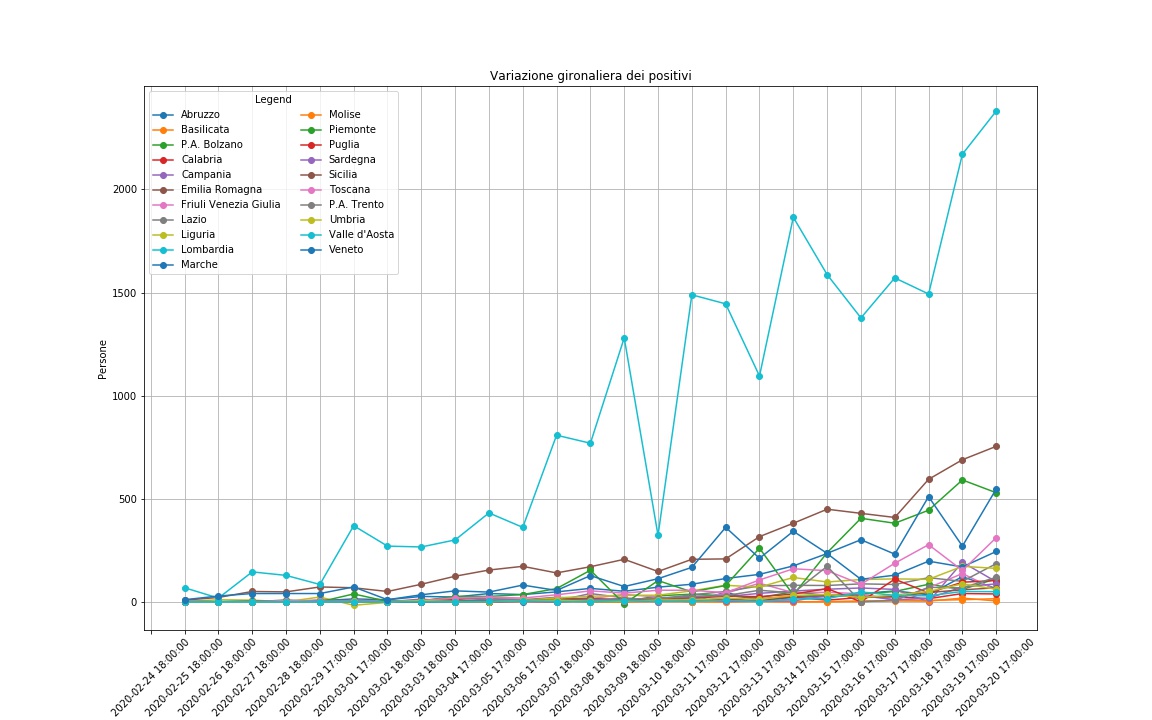 Variazione gironaliera dei positivi
Legend
Abruzzo
Basilicata
P.A. Bolzano
Calabria
Campania
Emilia Romagna
Friuli Venezia Giulia
Lazio
Liguria
Lombardia
Marche
Molise
Piemonte
Puglia
Sardegna
Sicilia
Toscana
P.A. Trento
Umbria
Valle d'Aosta
Veneto
Persone
2000
1500
1000
500
0
2020-02-24 18:00:00
2020-02-25 18:00:00
2020-02-26 18:00:00
2020-02-27 18:00:00
2020-02-28 18:00:00
2020-02-29 17:00:00
2020-03-01 17:00:00
2020-03-02 18:00:00
2020-03-03 18:00:00
2020-03-04 17:00:00
2020-03-05 17:00:00
2020-03-06 17:00:00
2020-03-07 18:00:00
2020-03-08 18:00:00
2020-03-09 18:00:00
2020-03-10 18:00:00
2020-03-11 17:00:00
2020-03-12 17:00:00
2020-03-13 17:00:00
2020-03-14 17:00:00
2020-03-15 17:00:00
2020-03-16 17:00:00
2020-03-17 17:00:00
2020-03-18 17:00:00
2020-03-19 17:00:00
2020-03-20 17:00:00